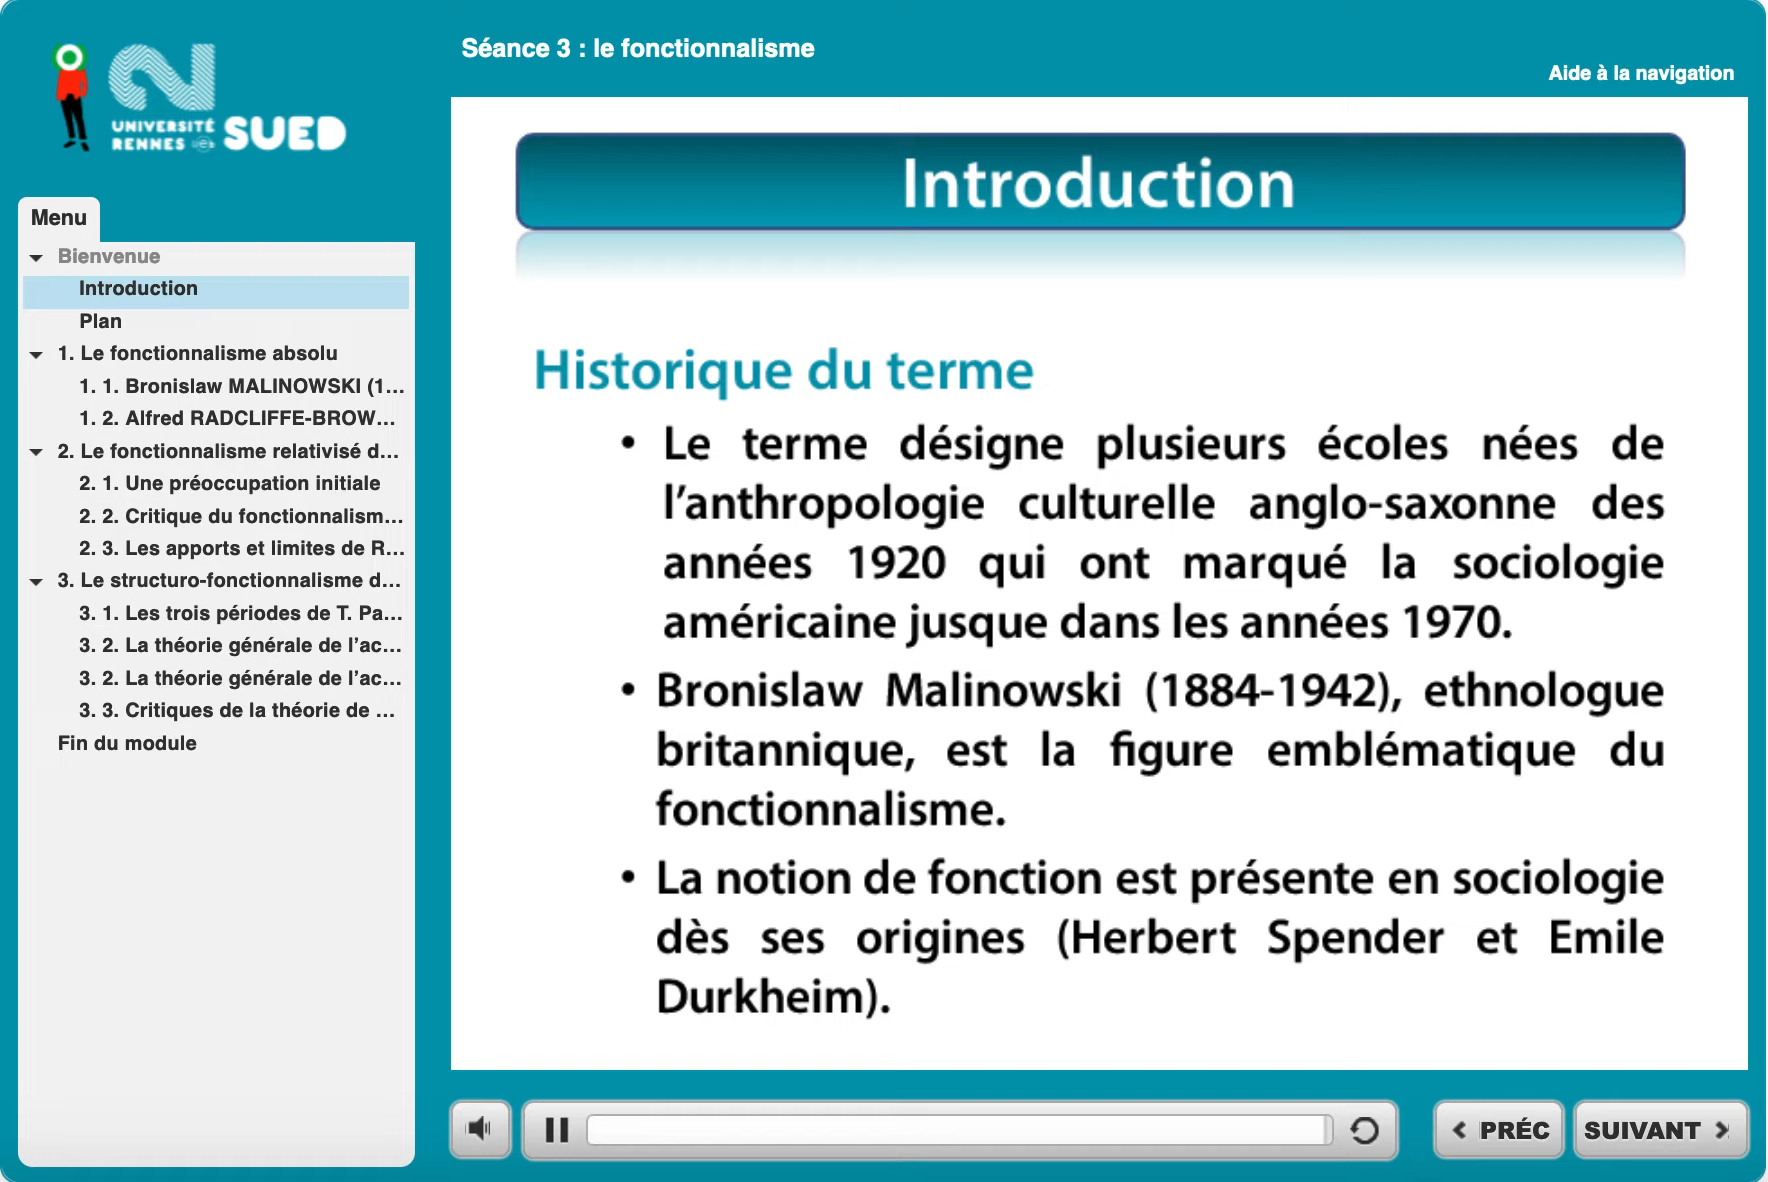 UNIVERSITÉ
RENNES
SUED
Séance 3 : le fonctionnalisme
Aide à la navigation
Menu
Bienvenue
Introduction
Plan
1. Le fonctionnalisme absolu
1. 1. Bronislaw MALINOWSKI (1...
1. 2. Alfred RADCLIFFE-BROW...
2. Le fonctionnalisme relativisé d...
2. 1. Une préoccupation initiale
2. 2. Critique du fonctionnalism...
2. 3. Les apports et limites de R...
3. Le structuro-fonctionnalisme d...
3. 1. Les trois périodes de T. Pa...
3. 2. La théorie générale de l’ac...
3. 2. La théorie générale de l’ac...
3. 3. Critiques de la théorie de ...
Fin du module
Introduction
Historique du terme
• Le terme désigne plusieurs écoles nées de
l’anthropologie culturelle anglo-saxonne des
années 1920 qui ont marqué la sociologie
américaine jusque dans les années 1970.
• Bronislaw Malinowski (1884-1942), ethnologue
britannique, est la figure emblématique du
fonctionnalisme.
• La notion de fonction est présente en sociologie
dès ses origines (Herbert Spender et Emile
Durkheim).
PRÉC
SUIVANT